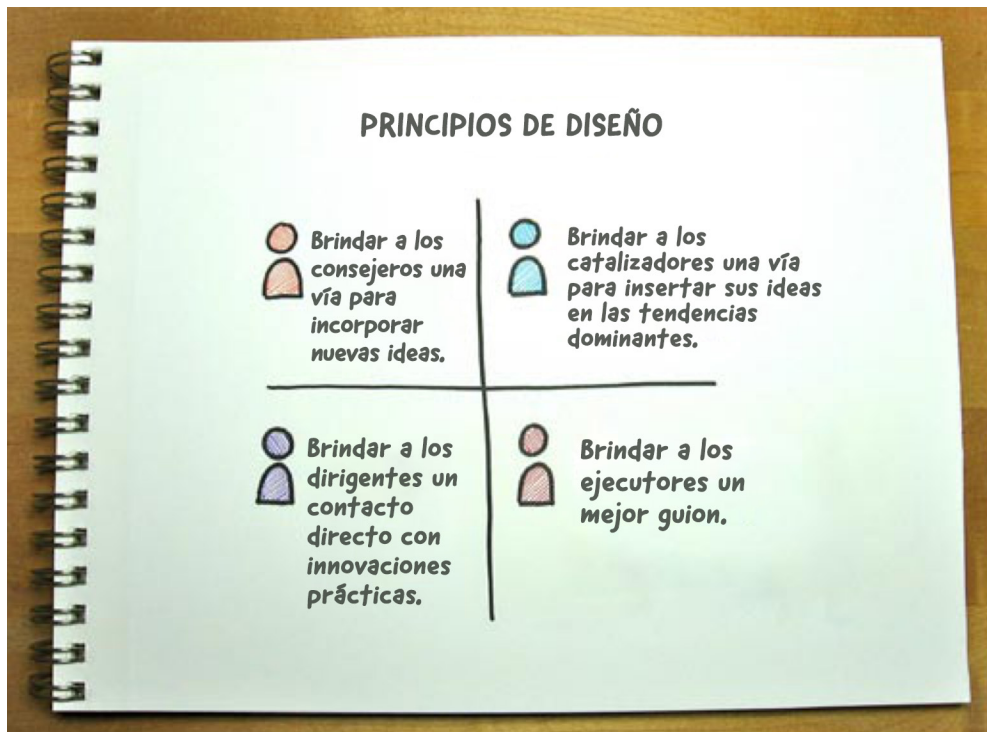 PRINCIPIOS DE DISEÑO
Brindar a los
consejeros una
vía para
incorporar
nuevas ideas.
Brindar a los
catalizadores una vía
para insertar sus ideas
en las tendencias
dominantes.
Brindar a los
dirigentes un
contacto
directo con
innovaciones
prácticas.
Brindar a los
ejecutores un
mejor guion.